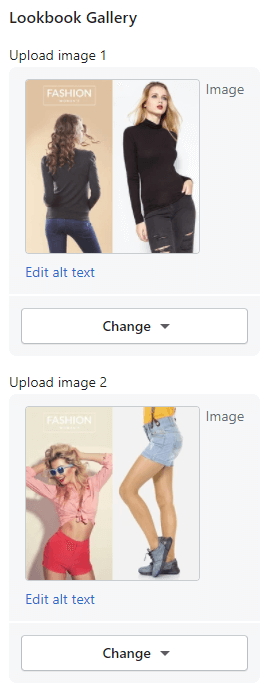 Lookbook Gallery
Upload image 1
FASHION
Image
Edit alt text
Change
Upload image 2
FASHION
Image
Edit alt text
Change